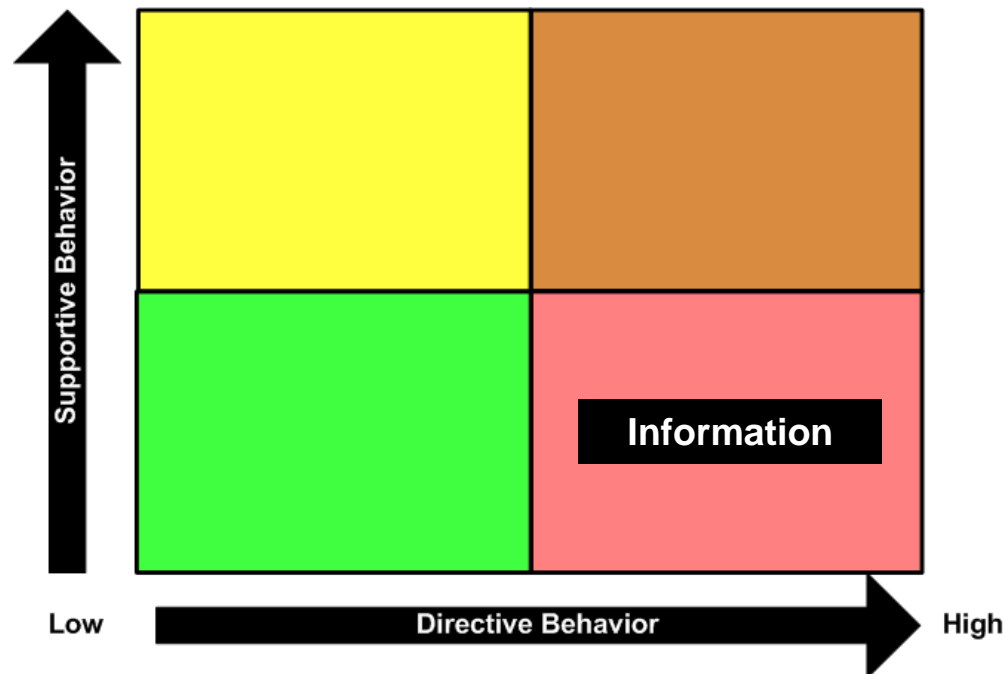 Supportive Behavior
Information
Low
Directive Behavior
High